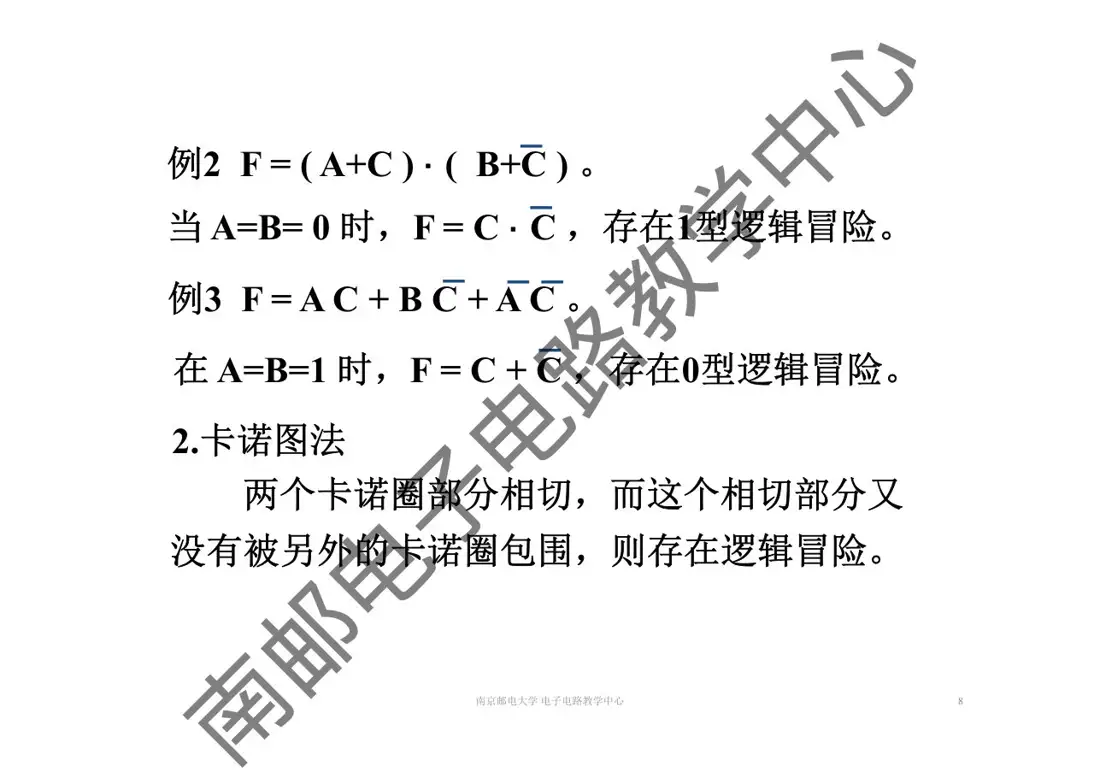 例2 F = ( A+C ) · ( B+C̅ ) 。
当 A=B= 0 时，F = C · C̅ ，存在1型逻辑冒险。
例3 F = A C + B C̅ + A̅ C̅ 。
在 A=B=1 时，F = C + C̅ ，存在0型逻辑冒险。
2.卡诺图法
两个卡诺圈部分相切，而这个相切部分又
没有被另外的卡诺圈包围，则存在逻辑冒险。
南邮电子电路教学中心
南京邮电大学 电子电路教学中心
8